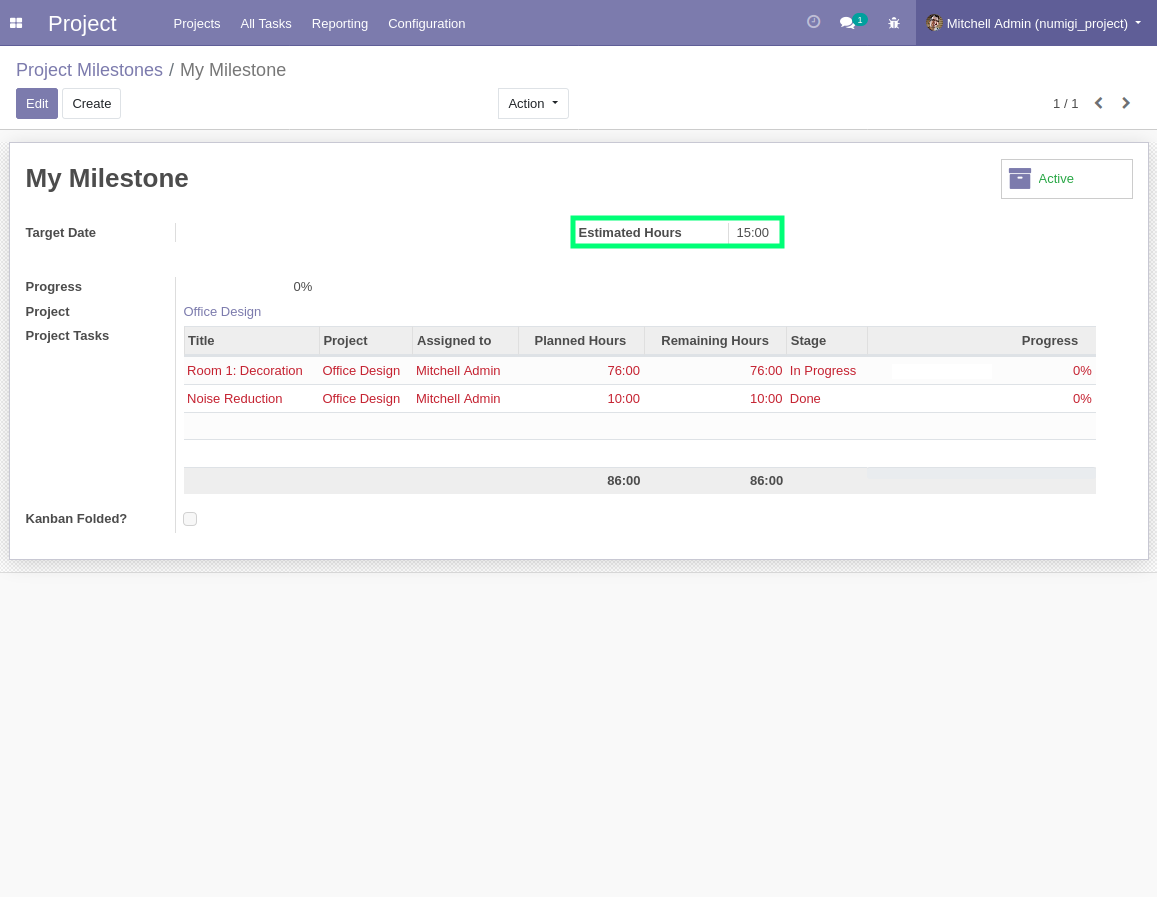 Project Projects All Tasks Reporting Configuration 1 Mitchell Admin (numigi_project)
Project Milestones / My Milestone
Edit Create Action 1 / 1
My Milestone
Active
Target Date Estimated Hours 15:00
Progress 0%
Project Office Design
Project Tasks
Title Project Assigned to Planned Hours Remaining Hours Stage Progress
Room 1: Decoration Office Design Mitchell Admin 76:00 76:00 In Progress 0%
Noise Reduction Office Design Mitchell Admin 10:00 10:00 Done 0%
86:00 86:00
Kanban Folded?